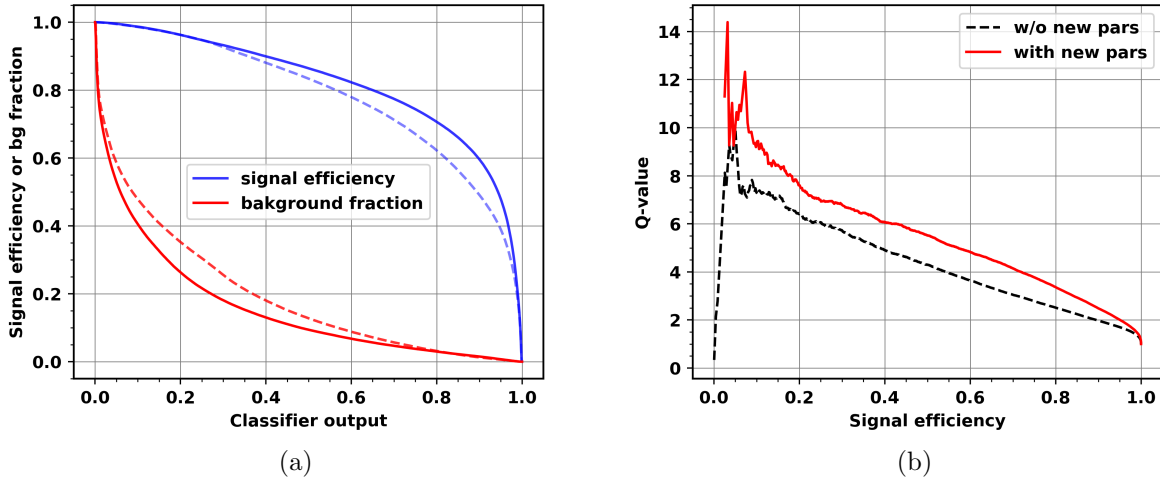 1.0
0.8
0.6
0.4
0.2
0.0
Signal efficiency or bg fraction
signal efficiency
bakground fraction
0.0 0.2 0.4 0.6 0.8 1.0
Classifier output
(a)
14
12
10
8
6
4
2
0
Q-value
w/o new pars
with new pars
0.0 0.2 0.4 0.6 0.8 1.0
Signal efficiency
(b)